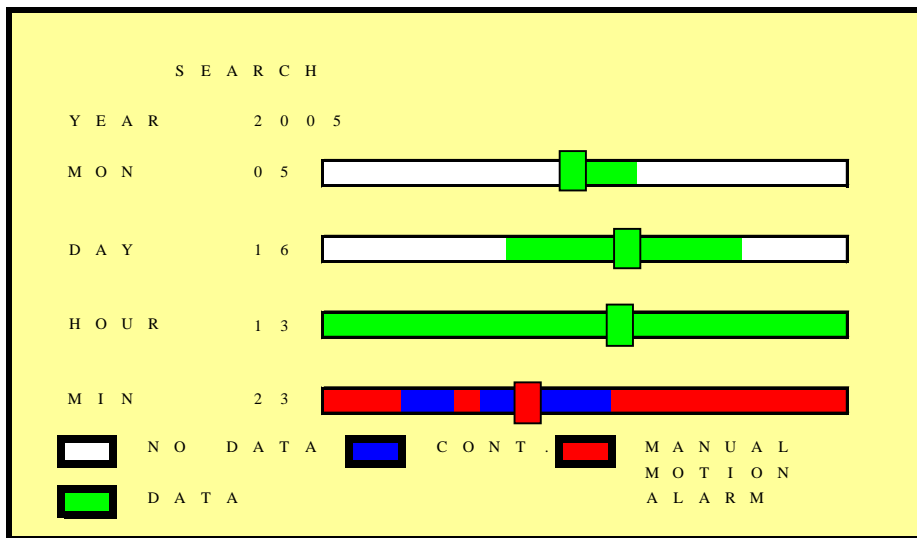 SEARCH
YEAR 2005
MON 05
DAY 16
HOUR 13
MIN 23
NO DATA CONT. MANUAL
MOTION
DATA ALARM